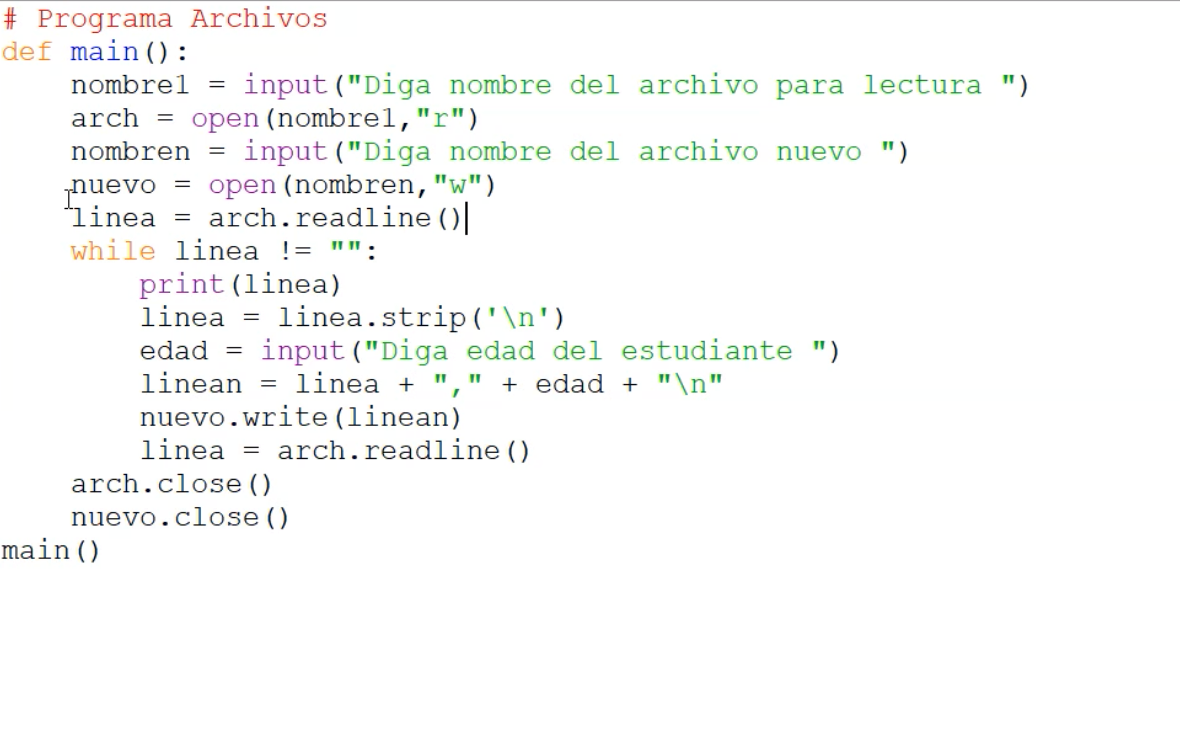 # Programa Archivos
def main():
    nombre1 = input("Diga nombre del archivo para lectura ")
    arch = open(nombre1,"r")
    nombren = input("Diga nombre del archivo nuevo ")
    nuevo = open(nombren,"w")
    linea = arch.readline()
    while linea != "":
        print(linea)
        linea = linea.strip('\n')
        edad = input("Diga edad del estudiante ")
        linean = linea + "," + edad + "\n"
        nuevo.write(linean)
        linea = arch.readline()
    arch.close()
    nuevo.close()
main()